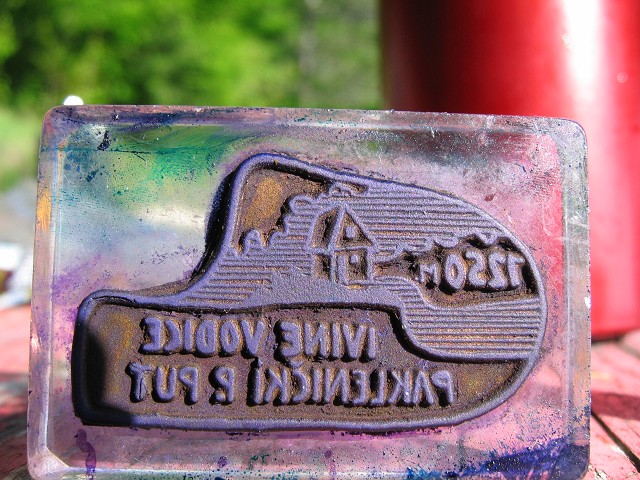 1250m
IVINE VODICE
PAKLENIČKI P. PUT